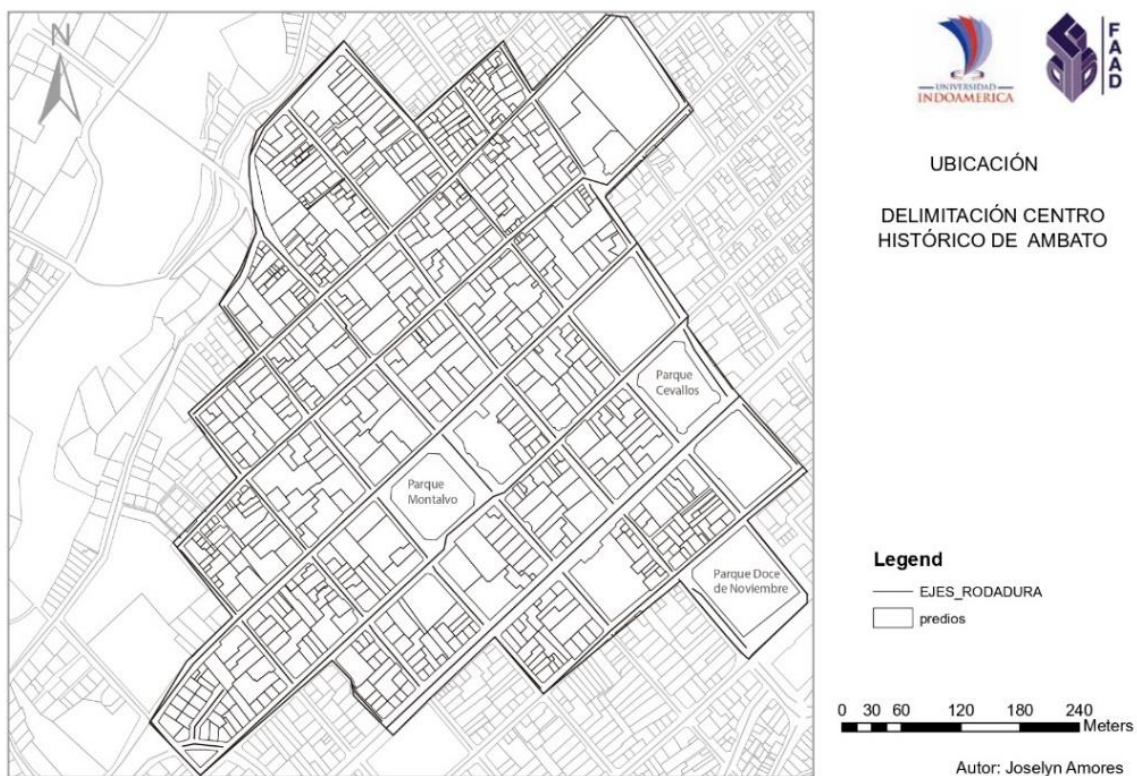 N
Parque
Cevallos
Parque
Montalvo
Parque Doce
de Noviembre
UNIVERSIDAD
INDOAMERICA
FAAD
UBICACIÓN
DELIMITACIÓN CENTRO
HISTÓRICO DE AMBATO
Legend
EJES_RODADURA
predios
0 30 60 120 180 240
Meters
Autor: Joselyn Amores